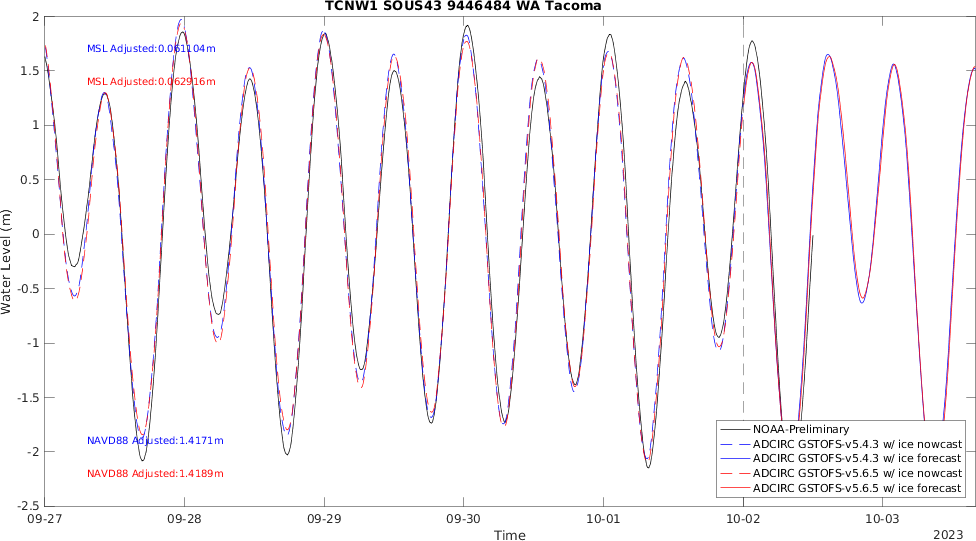 TCNW1 SOUS43 9446484 WA Tacoma
MSL Adjusted:0.061104m
MSL Adjusted:0.062916m
NAVD88 Adjusted:1.4171m
NAVD88 Adjusted:1.4189m
Water Level (m)
2
1.5
1
0.5
0
-0.5
-1
-1.5
-2
-2.5
NOAA-Preliminary
ADCIRC GSTOFS-v5.4.3 w/ ice nowcast
ADCIRC GSTOFS-v5.4.3 w/ ice forecast
ADCIRC GSTOFS-v5.6.5 w/ ice nowcast
ADCIRC GSTOFS-v5.6.5 w/ ice forecast
09-27 09-28 09-29 09-30 10-01 10-02 10-03
Time
2023